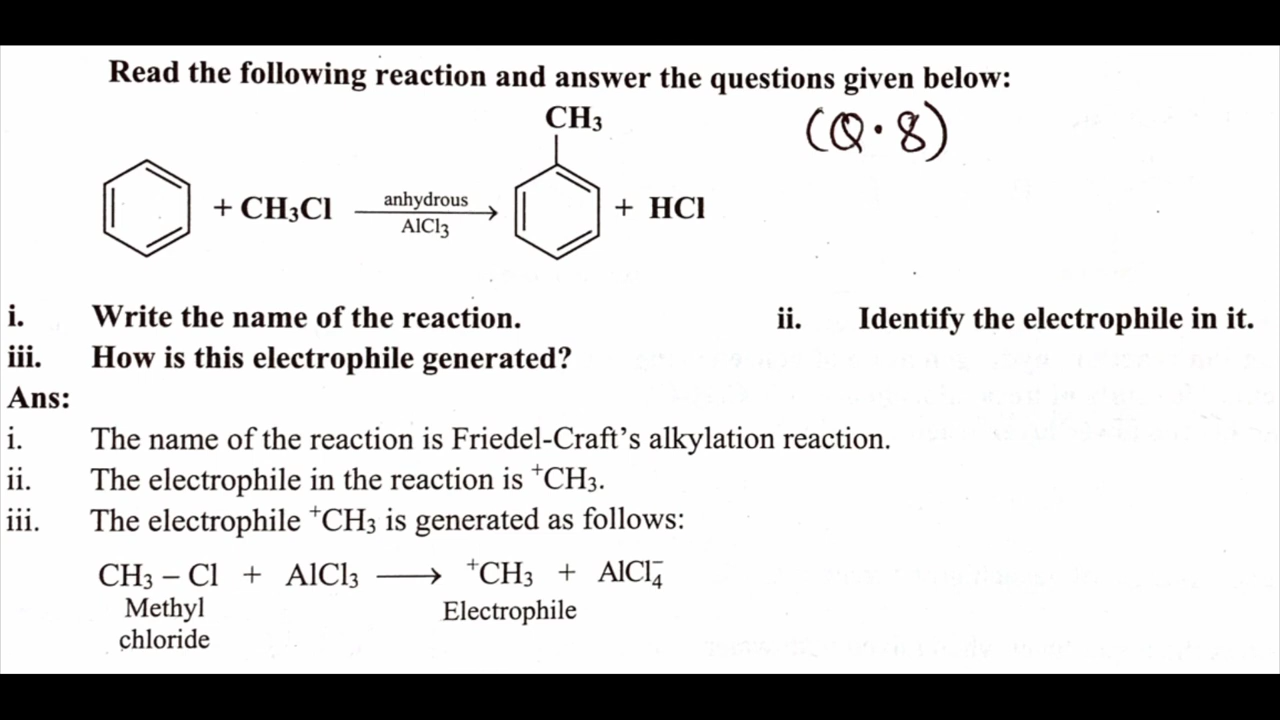 Read the following reaction and answer the questions given below:
CH₃
(Q.8)
+ CH₃Cl anhydrous AlCl₃ ⟶ + HCl
i. Write the name of the reaction. ii. Identify the electrophile in it.
iii. How is this electrophile generated?
Ans:
i. The name of the reaction is Friedel-Craft's alkylation reaction.
ii. The electrophile in the reaction is ⁺CH₃.
iii. The electrophile ⁺CH₃ is generated as follows:
CH₃ – Cl + AlCl₃ ⟶ ⁺CH₃ + AlCl₄⁻
Methyl Electrophile
chloride